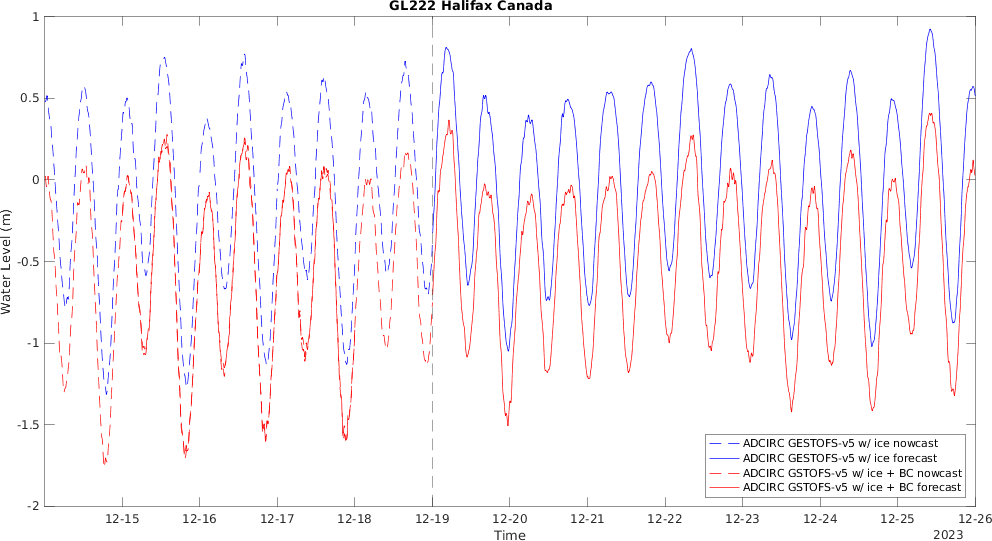 GL222 Halifax Canada
1
0.5
0
-0.5
-1
-1.5
-2
Water Level (m)
ADCIRC GESTOFS-v5 w/ ice nowcast
ADCIRC GESTOFS-v5 w/ ice forecast
ADCIRC GSTOFS-v5 w/ ice + BC nowcast
ADCIRC GSTOFS-v5 w/ ice + BC forecast
12-15 12-16 12-17 12-18 12-19 12-20 12-21 12-22 12-23 12-24 12-25 12-26
Time
2023